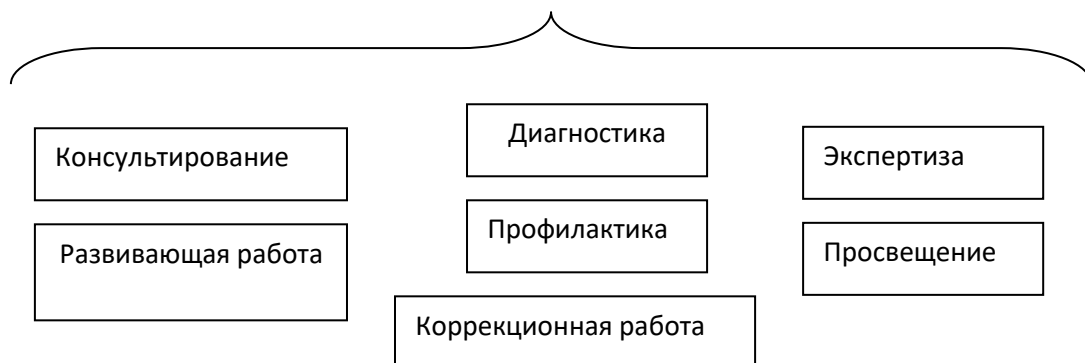 Консультирование
Развивающая работа
Диагностика
Профилактика
Коррекционная работа
Экспертиза
Просвещение